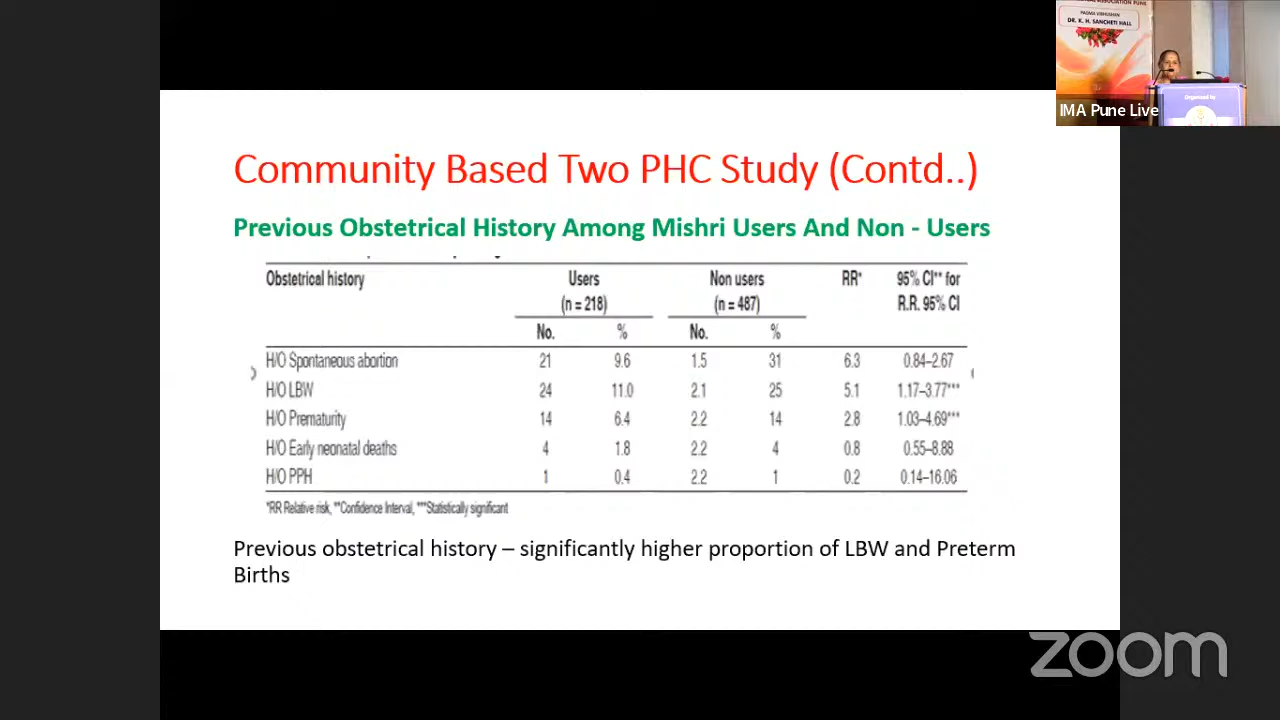 PADMA VIBHUSHAN
DR. K. H. SANCHETI HALL
IMA Pune Live
Community Based Two PHC Study (Contd..)
Previous Obstetrical History Among Mishri Users And Non - Users
Obstetrical history Users Non users RR* 95% CI** for
(n = 218) (n = 487) R.R. 95% CI
No. % No. %
H/O Spontaneous abortion 21 9.6 1.5 31 6.3 0.84–2.67
H/O LBW 24 11.0 2.1 25 5.1 1.17–3.77***
H/O Prematurity 14 6.4 2.2 14 2.8 1.03–4.69***
H/O Early neonatal deaths 4 1.8 2.2 4 0.8 0.55–8.88
H/O PPH 1 0.4 2.2 1 0.2 0.14–16.06
*RR Relative risk, **Confidence Interval, ***Statistically significant
Previous obstetrical history – significantly higher proportion of LBW and Preterm
Births
zoom